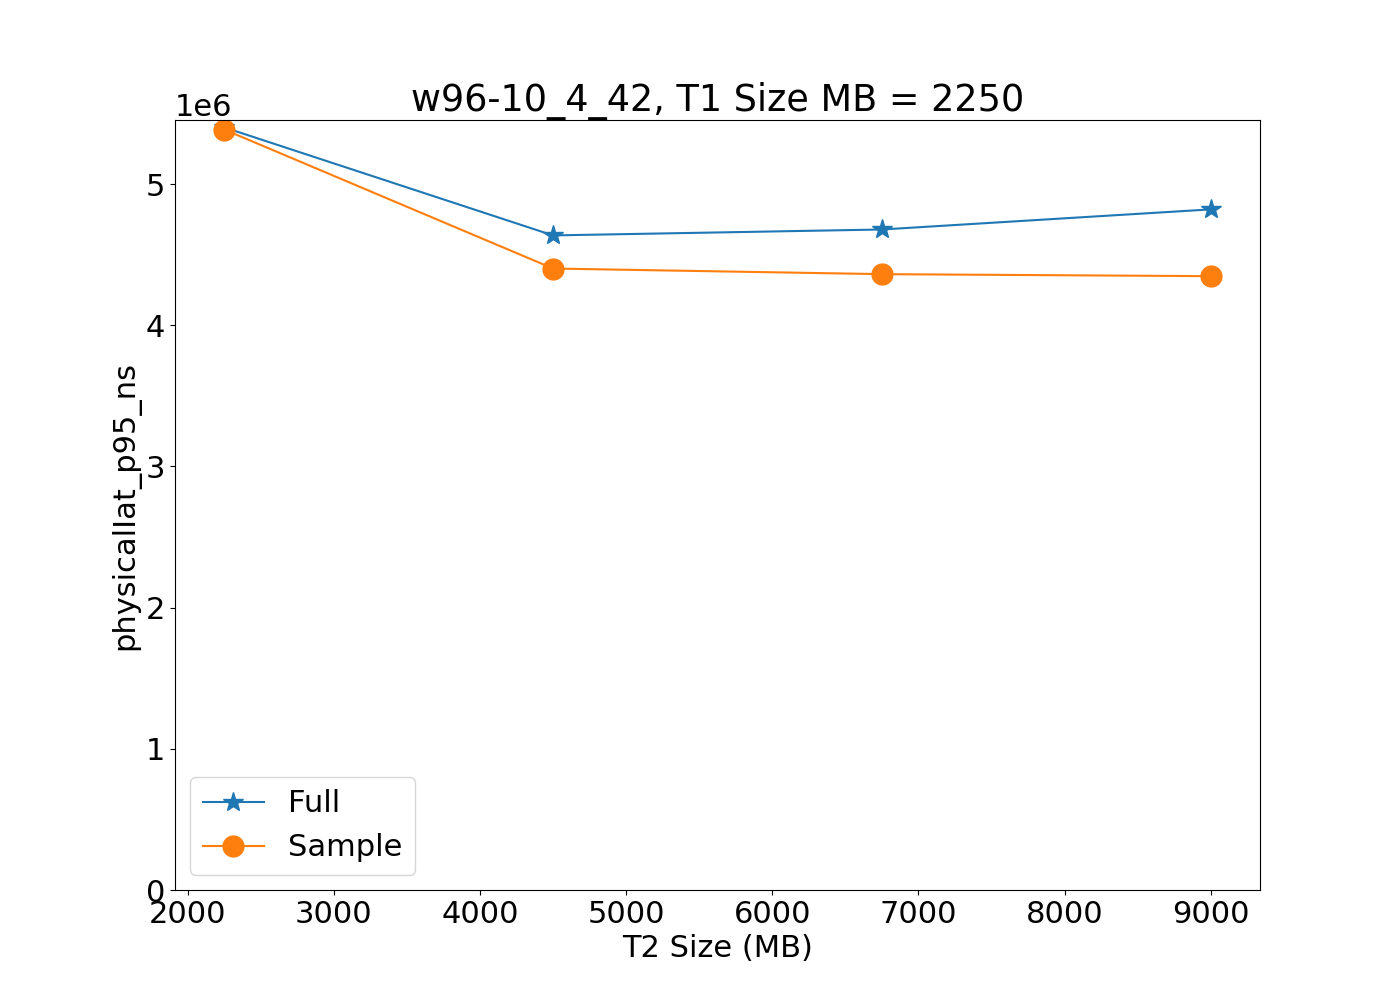 w96-10_4_42, T1 Size MB = 2250
1e6
5
4
3
2
1
0
physicallat_p95_ns
Full
Sample
2000 3000 4000 5000 6000 7000 8000 9000
T2 Size (MB)